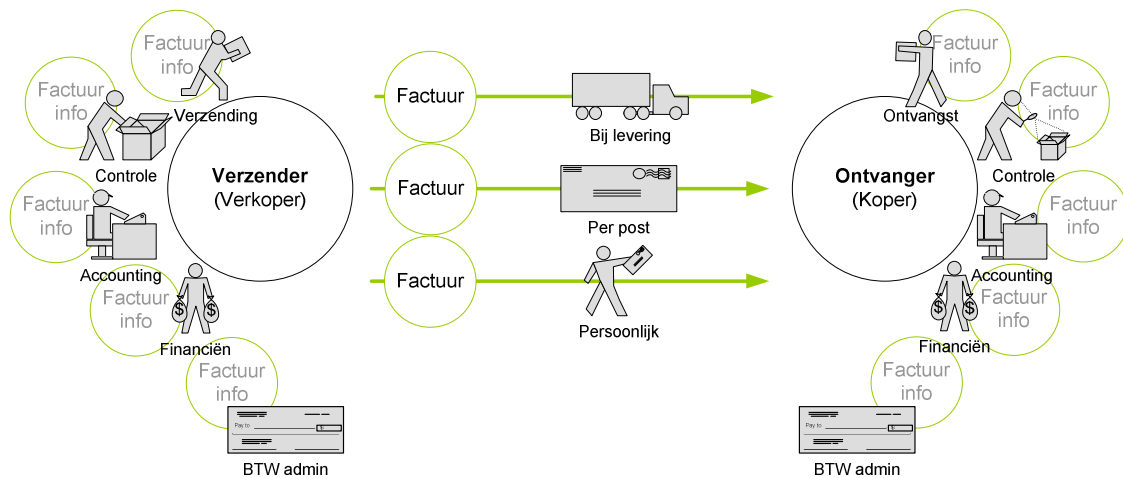 Factuur
info
Verzending
Factuur
info
Controle
Factuur
info
Accounting
Factuur
info
$
$
Financiën
Factuur
info
Pay to
$
BTW admin
Verzender
(Verkoper)
Factuur
Bij levering
Factuur
Per post
Factuur
Persoonlijk
Ontvanger
(Koper)
Factuur
info
Ontvangst
Factuur
info
Controle
Factuur
info
Accounting
Factuur
info
$
$
Financiën
Factuur
info
Pay to
$
BTW admin